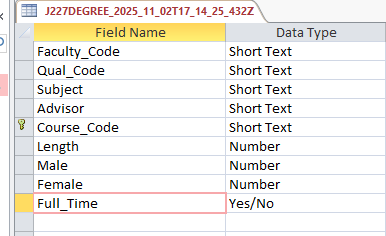 J227DEGREE_2025_11_02T17_14_25_432Z
Field Name Data Type
Faculty_Code Short Text
Qual_Code Short Text
Subject Short Text
Advisor Short Text
Course_Code Short Text
Length Number
Male Number
Female Number
Full_Time Yes/No